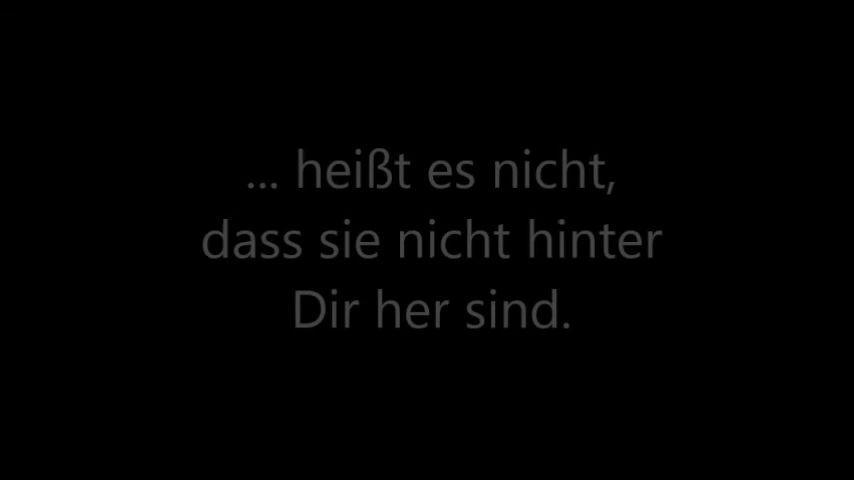 ... heißt es nicht,
dass sie nicht hinter
Dir her sind.